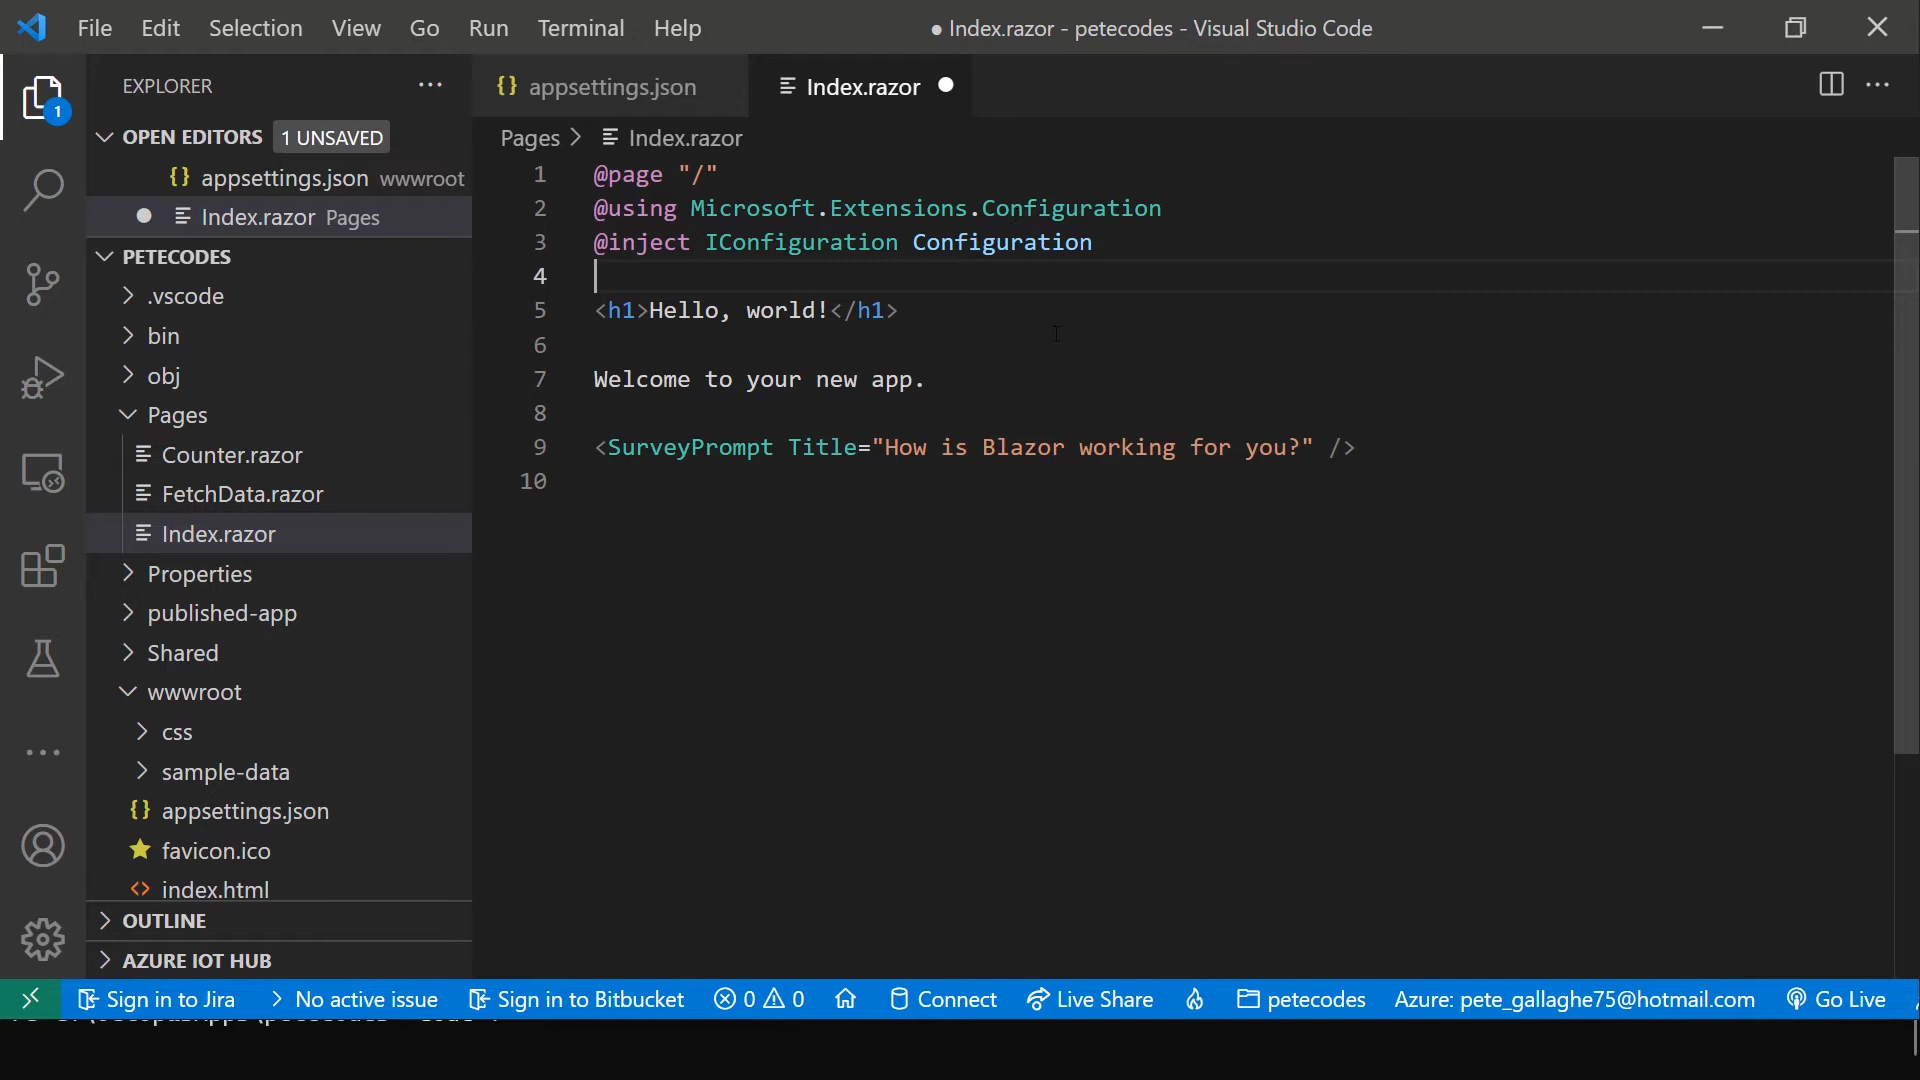 File Edit Selection View Go Run Terminal Help
● Index.razor - petecodes - Visual Studio Code
EXPLORER
OPEN EDITORS 1 UNSAVED
appsettings.json wwwroot
Index.razor Pages
PETECODES
.vscode
bin
obj
Pages
Counter.razor
FetchData.razor
Index.razor
Properties
published-app
Shared
wwwroot
css
sample-data
appsettings.json
favicon.ico
index.html
OUTLINE
AZURE IOT HUB
1
{} appsettings.json
Index.razor
Pages > Index.razor
1 @page "/"
2 @using Microsoft.Extensions.Configuration
3 @inject IConfiguration Configuration
4
5 <h1>Hello, world!</h1>
6
7 Welcome to your new app.
8
9 <SurveyPrompt Title="How is Blazor working for you?" />
10
Sign in to Jira > No active issue Sign in to Bitbucket 0 0 Connect Live Share petecodes Azure: pete_gallaghe75@hotmail.com Go Live